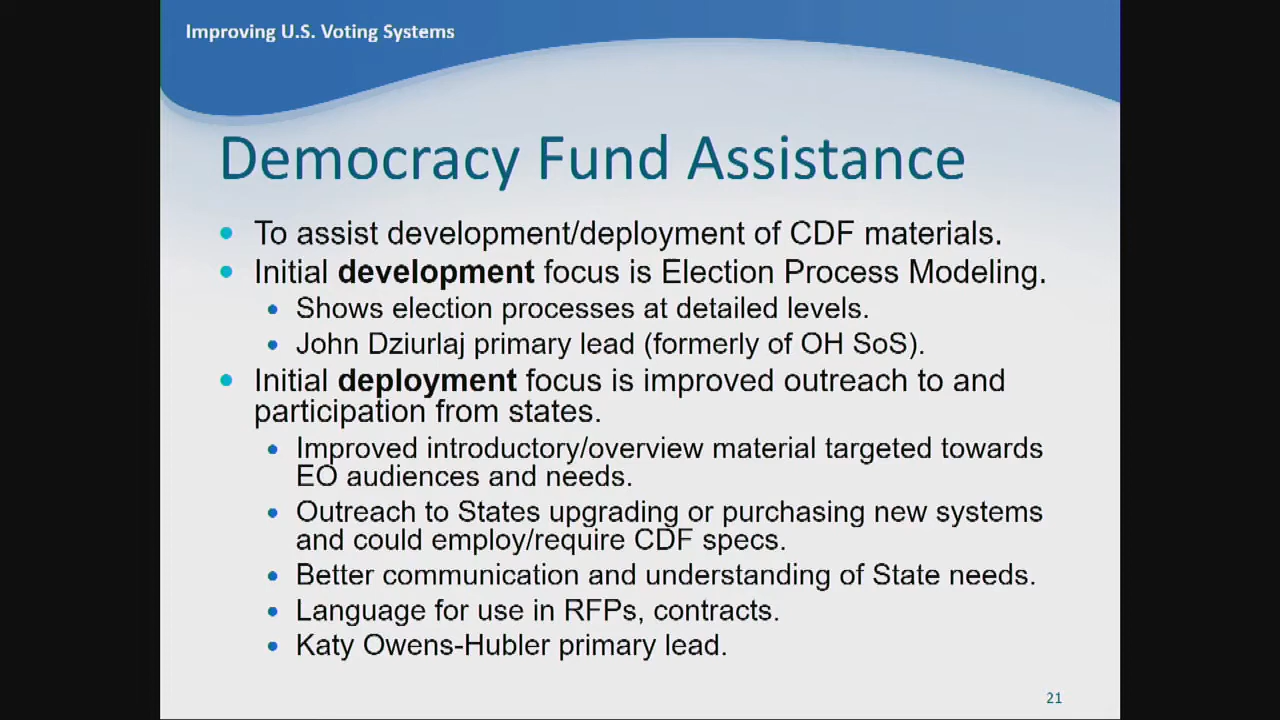 Improving U.S. Voting Systems
Democracy Fund Assistance
• To assist development/deployment of CDF materials.
• Initial development focus is Election Process Modeling.
• Shows election processes at detailed levels.
• John Dziurlaj primary lead (formerly of OH SoS).
• Initial deployment focus is improved outreach to and
participation from states.
• Improved introductory/overview material targeted towards
EO audiences and needs.
• Outreach to States upgrading or purchasing new systems
and could employ/require CDF specs.
• Better communication and understanding of State needs.
• Language for use in RFPs, contracts.
• Katy Owens-Hubler primary lead.
21